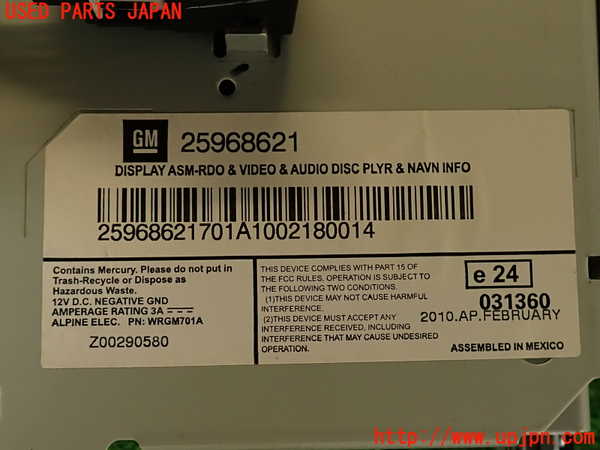 USED PARTS JAPAN
GM 25968621
DISPLAY ASM-RDO & VIDEO & AUDIO DISC PLYR & NAVN INFO
25968621701A1002180014
Contains Mercury. Please do not put in
Trash-Recycle or Dispose as
Hazardous Waste.
12V D.C. NEGATIVE GND
AMPERAGE RATING 3A
ALPINE ELEC. PN: WRGM701A
Z00290580
THIS DEVICE COMPLIES WITH PART 15 OF
THE FCC RULES. OPERATION IS SUBJECT TO
THE FOLLOWING TWO CONDITIONS.
(1)THIS DEVICE MAY NOT CAUSE HARMFUL
INTERFERENCE.
(2)THIS DEVICE MUST ACCEPT ANY
INTERFERENCE RECEIVED, INCLUDING
INTERFERENCE THAT MAY CAUSE UNDESIRED
OPERATION.
e 24
031360
2010.AP.FEBRUARY
ASSEMBLED IN MEXICO
UPJ
http://www.upjpn.com/